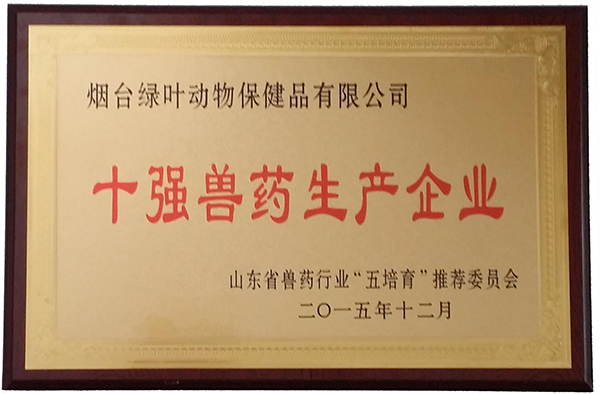 烟台绿叶动物保健品有限公司
十强兽药生产企业
山东省兽药行业“五培育”推荐委员会
二〇一五年十二月